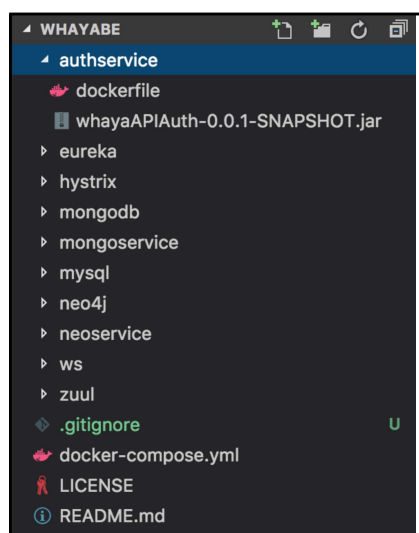 WHAYABE
authservice
dockerfile
whayaAPIAuth-0.0.1-SNAPSHOT.jar
eureka
hystrix
mongodb
mongoservice
mysql
neo4j
neoservice
ws
zuul
.gitignore U
docker-compose.yml
LICENSE
README.md